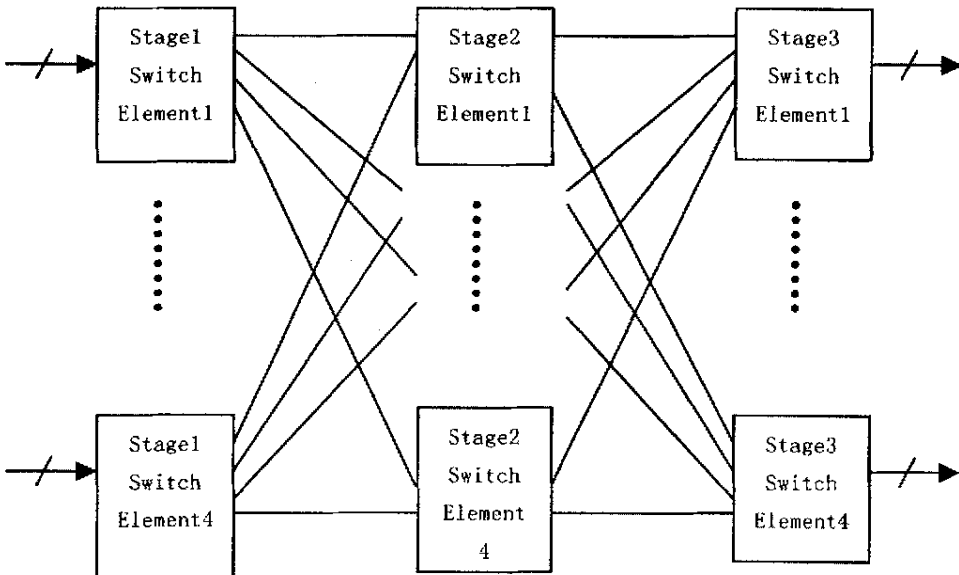 Stage1
Switch
Element1
Stage2
Switch
Element1
Stage3
Switch
Element1
Stage1
Switch
Element4
Stage2
Switch
Element
4
Stage3
Switch
Element4